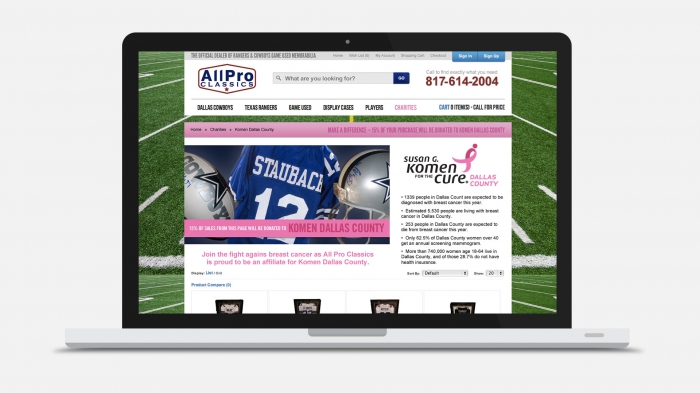 THE OFFICIAL DEALER OF RANGERS & COWBOYS GAME USED MEMORABILIA
Home Wish List (0) My Account Shopping Cart Checkout Sign In Sign Up
AllPro
CLASSICS
What are you looking for?
GO
Call to find exactly what you need
817-614-2004
DALLAS COWBOYS TEXAS RANGERS GAME USED DISPLAY CASES PLAYERS CHARITIES CART 0 ITEM(S) - CALL FOR PRICE
Home » Charities » Komen Dallas County
MAKE A DIFFERENCE – 15% OF YOUR PURCHASE WILL BE DONATED TO KOMEN DALLAS COUNTY
STAUBACH
12
15% OF SALES FROM THIS PAGE WILL BE DONATED TO KOMEN DALLAS COUNTY
SUSAN G.
Komen
FOR THE
CURE
DALLAS
COUNTY
• 1339 people in Dallas Count are expected to be
diagnosed with breast cancer this year.
• Estimated 5,530 people are living with breast
cancer in Dallas County.
• 253 people in Dallas County are expected to
die from breast cancer this year.
• Only 62.5% of Dallas County women over 40
get an annual screening mammogram.
• More than 740,000 women age 18-64 live in
Dallas County, and of those 28.7% do not have
health insurance.
Join the fight agains breast cancer as All Pro Classics
is proud to be an affiliate for Komen Dallas County.
Display: List / Grid
Sort By: Default Show: 20
Product Compare (0)